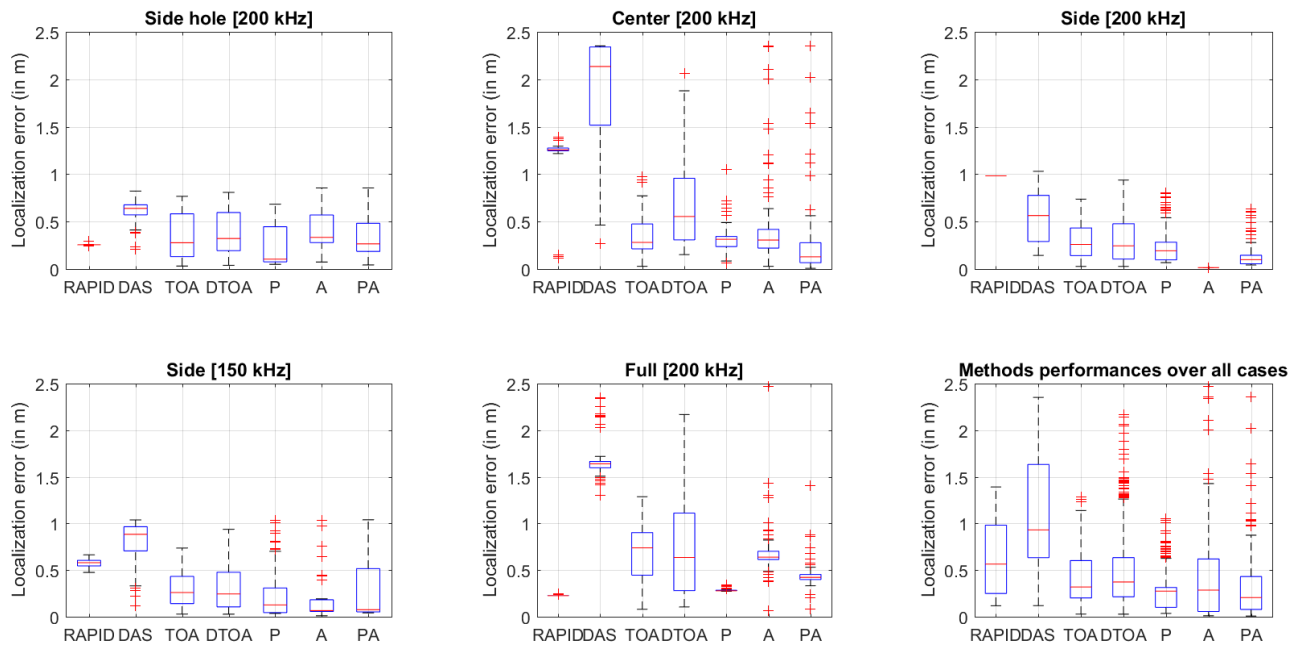 Side hole [200 kHz]
Localization error (in m)
2.5
2
1.5
1
0.5
0
RAPID DAS TOA DTOA P A PA
Center [200 kHz]
Localization error (in m)
2.5
2
1.5
1
0.5
0
RAPID DAS TOA DTOA P A PA
Side [200 kHz]
Localization error (in m)
2.5
2
1.5
1
0.5
0
RAPID DAS TOA DTOA P A PA
Side [150 kHz]
Localization error (in m)
2.5
2
1.5
1
0.5
0
RAPID DAS TOA DTOA P A PA
Full [200 kHz]
Localization error (in m)
2.5
2
1.5
1
0.5
0
RAPID DAS TOA DTOA P A PA
Methods performances over all cases
Localization error (in m)
2.5
2
1.5
1
0.5
0
RAPID DAS TOA DTOA P A PA